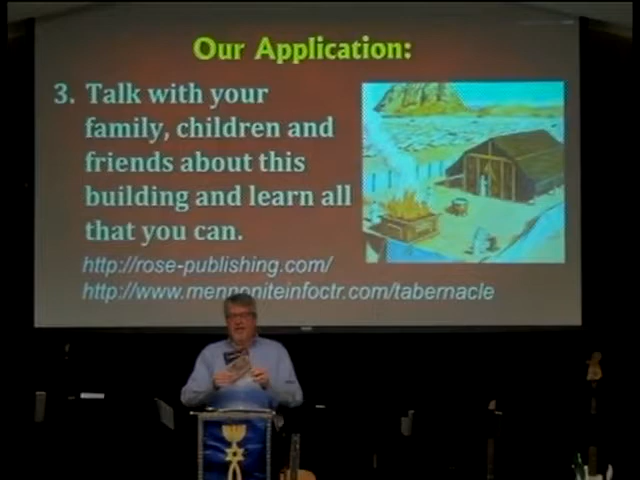 Our Application:
3. Talk with your
family, children and
friends about this
building and learn all
that you can.
http://rose-publishing.com/
http://www.mennoniteinfoctr.com/tabernacle